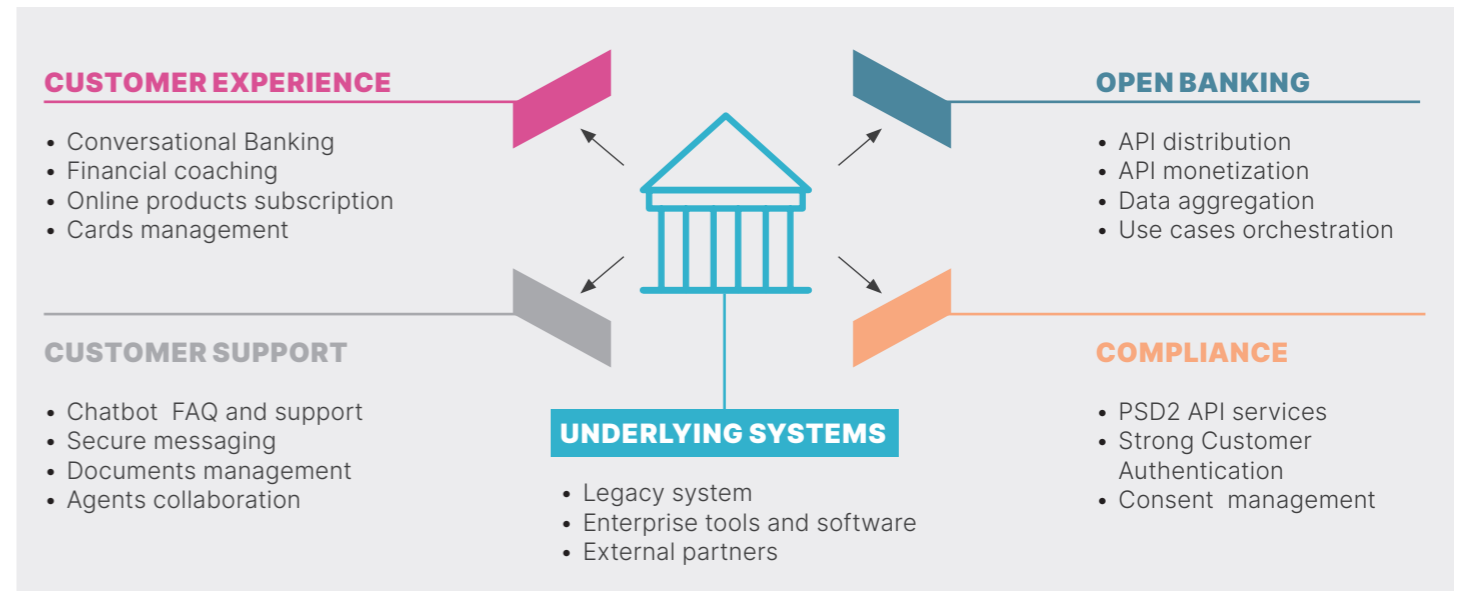 CUSTOMER EXPERIENCE
• Conversational Banking
• Financial coaching
• Online products subscription
• Cards management
OPEN BANKING
• API distribution
• API monetization
• Data aggregation
• Use cases orchestration
CUSTOMER SUPPORT
• Chatbot  FAQ and support
• Secure messaging
• Documents management
• Agents collaboration
UNDERLYING SYSTEMS
• Legacy system
• Enterprise tools and software
• External partners
COMPLIANCE
• PSD2 API services
• Strong Customer
Authentication
• Consent  management